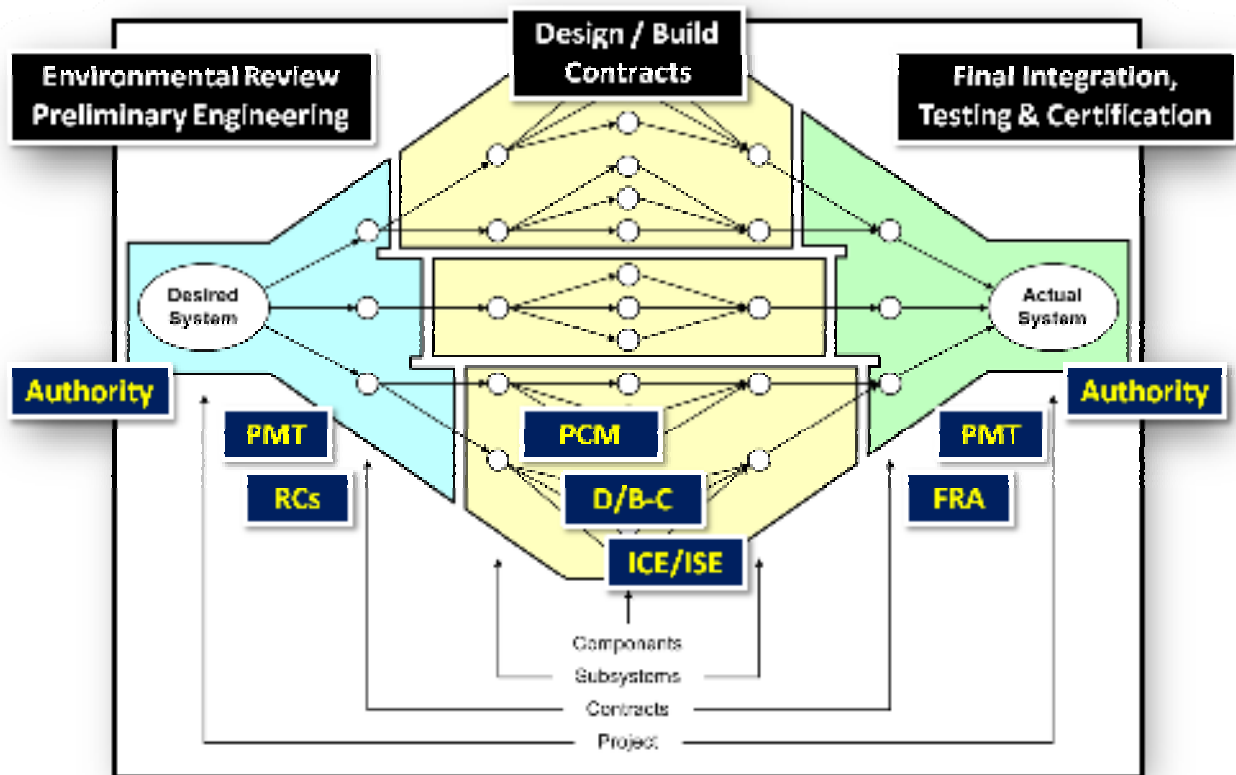 Design / Build
Contracts
Environmental Review
Preliminary Engineering
Final Integration,
Testing & Certification
Desired
System
Actual
System
Authority
Authority
PMT
PCM
PMT
RCs
D/B-C
FRA
ICE/ISE
Components
Subsystems
Contracts
Project